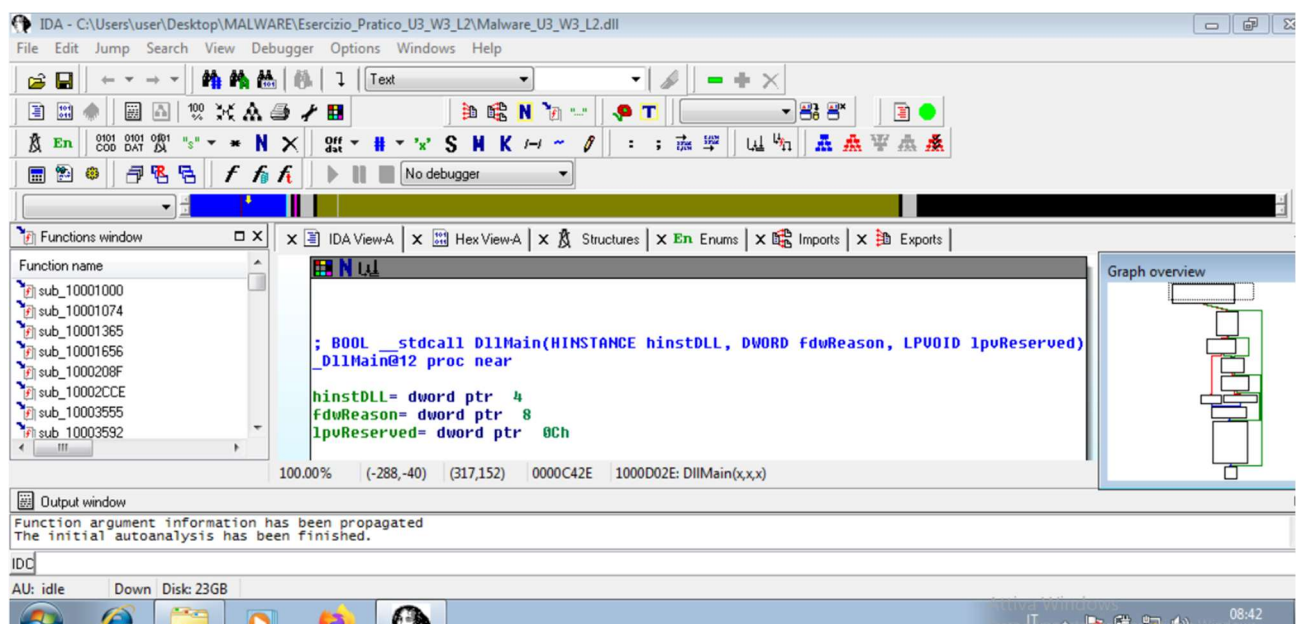 IDA - C:\Users\user\Desktop\MALWARE\Esercizio_Pratico_U3_W3_L2\Malware_U3_W3_L2.dll
File Edit Jump Search View Debugger Options Windows Help
Text
No debugger
Functions window
IDA View-A Hex View-A Structures En Enums Imports Exports
Function name
sub_10001000
sub_10001074
sub_10001365
sub_10001656
sub_1000208F
sub_10002CCE
sub_10003555
sub_10003592
; BOOL __stdcall DllMain(HINSTANCE hinstDLL, DWORD fdwReason, LPVOID lpvReserved)
_DllMain@12 proc near
hinstDLL= dword ptr 4
fdwReason= dword ptr 8
lpvReserved= dword ptr 0Ch
100.00% (-288,-40) (317,152) 0000C42E 1000D02E: DllMain(x,x,x)
Graph overview
Output window
Function argument information has been propagated
The initial autoanalysis has been finished.
IDC
AU: idle Down Disk: 23GB
Attiva Windows
IT
08:42